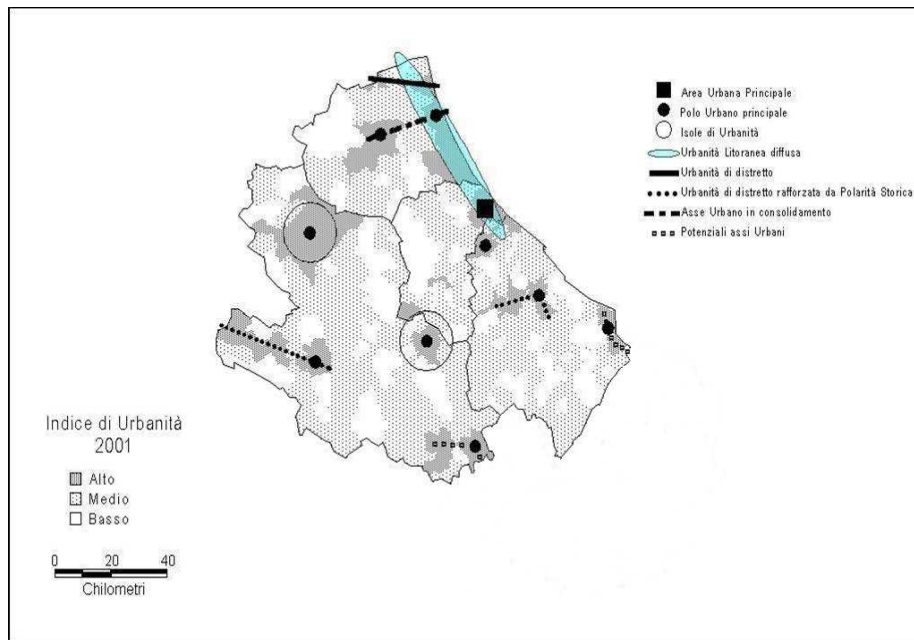 Area Urbana Principale
Polo Urbano principale
Isole di Urbanità
Urbanità Litoranea diffusa
Urbanità di distretto
Urbanità di distretto rafforzata da Polarità Storica
Asse Urbano in consolidamento
Potenziali assi Urbani
Indice di Urbanità
2001
Alto
Medio
Basso
0 20 40
Chilometri